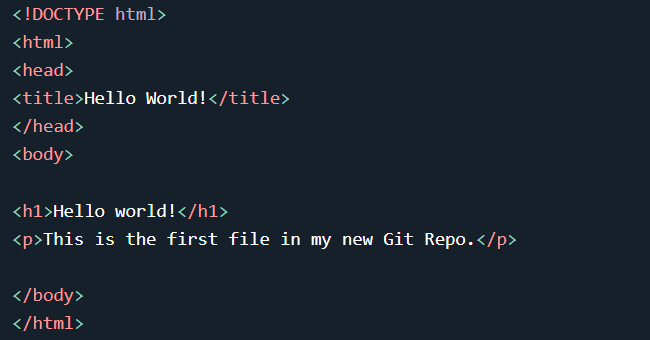 <!DOCTYPE html>
<html>
<head>
<title>Hello World!</title>
</head>
<body>
<h1>Hello world!</h1>
<p>This is the first file in my new Git Repo.</p>
</body>
</html>